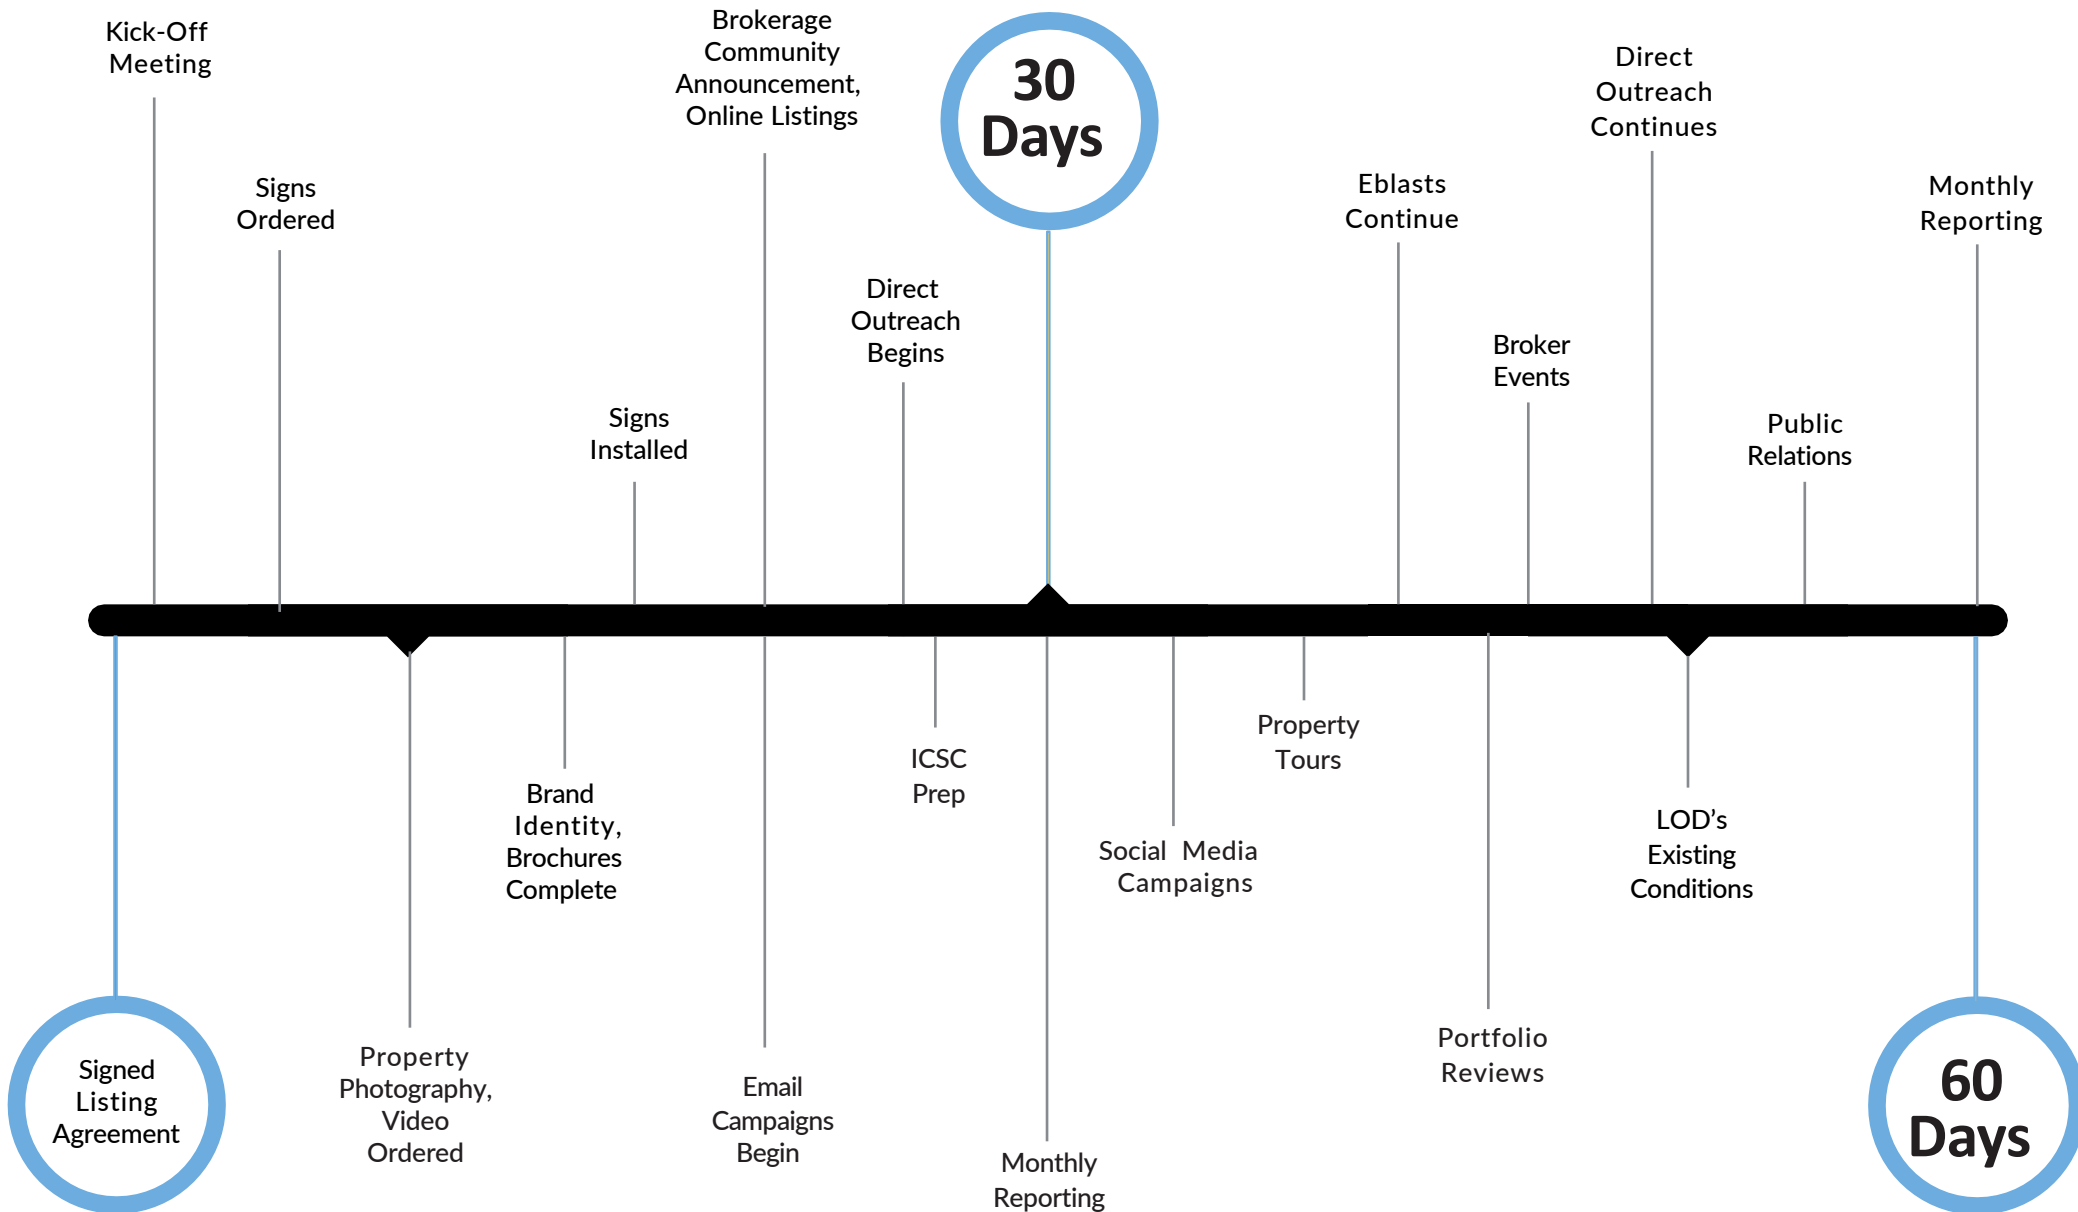 Kick-Off
Meeting
Signs
Ordered
Signs
Installed
Brokerage
Community
Announcement,
Online Listings
Direct
Outreach
Begins
30
Days
Eblasts
Continue
Broker
Events
Direct
Outreach
Continues
Public
Relations
Monthly
Reporting
Signed
Listing
Agreement
Property
Photography,
Video
Ordered
Brand
Identity,
Brochures
Complete
Email
Campaigns
Begin
ICSC
Prep
Monthly
Reporting
Social Media
Campaigns
Property
Tours
Portfolio
Reviews
LOD’s
Existing
Conditions
60
Days